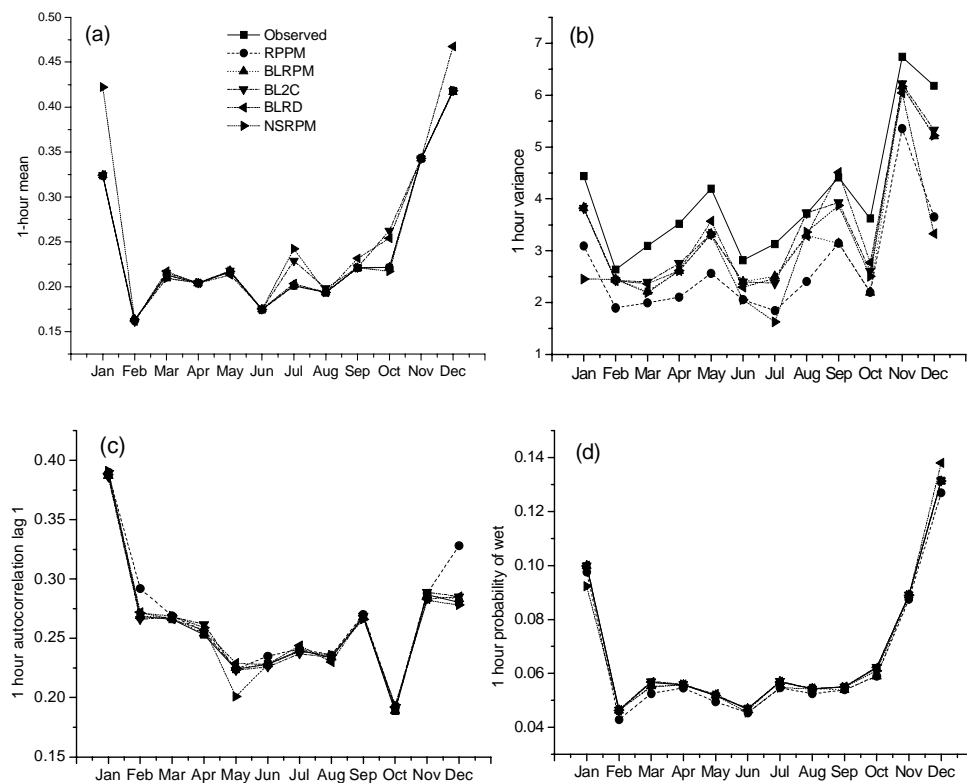 (a)
Observed
RPPM
BLRPM
BL2C
BLRD
NSRPM
1-hour mean
0.50
0.45
0.40
0.35
0.30
0.25
0.20
0.15
Jan Feb Mar Apr May Jun Jul Aug Sep Oct Nov Dec
(b)
1 hour variance
7
6
5
4
3
2
1
Jan Feb Mar Apr May Jun Jul Aug Sep Oct Nov Dec
(c)
1 hour autocorrelation lag 1
0.40
0.35
0.30
0.25
0.20
0.15
Jan Feb Mar Apr May Jun Jul Aug Sep Oct Nov Dec
(d)
1 hour probability of wet
0.14
0.12
0.10
0.08
0.06
0.04
Jan Feb Mar Apr May Jun Jul Aug Sep Oct Nov Dec